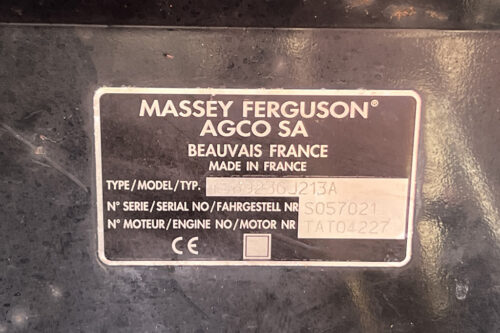 MASSEY FERGUSON®
AGCO SA
BEAUVAIS FRANCE
MADE IN FRANCE
TYPE/MODEL/TYP.
N° SERIE/SERIAL NO/FAHRGESTELL NR S057021
N° MOTEUR/ENGINE NO/MOTOR NR TAT04227
CE